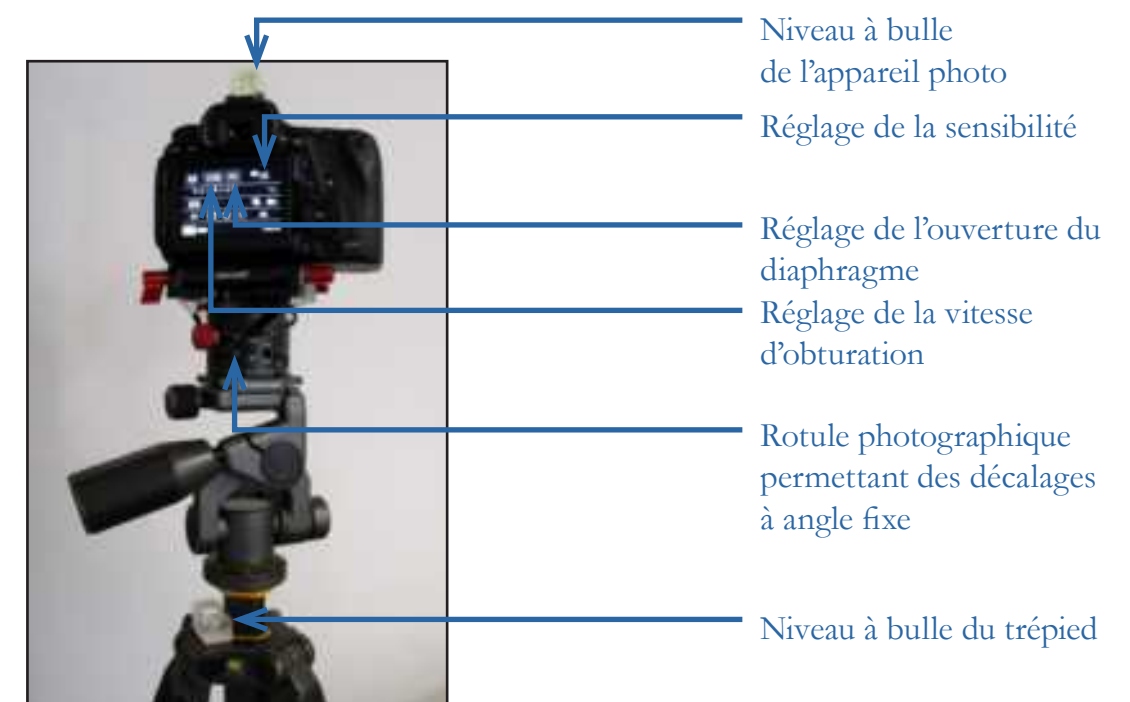 Niveau à bulle
de l'appareil photo
Réglage de la sensibilité
Réglage de l'ouverture du
diaphragme
Réglage de la vitesse
d'obturation
Rotule photographique
permettant des décalages
à angle fixe
Niveau à bulle du trépied